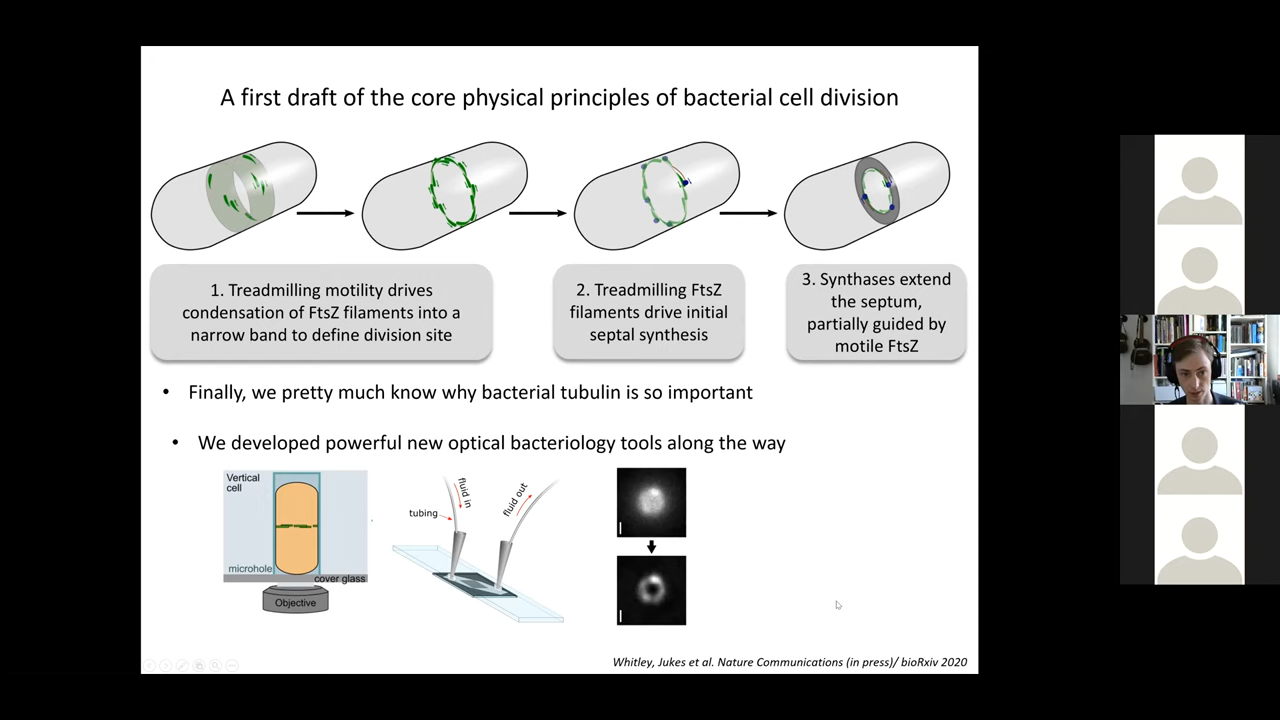 A first draft of the core physical principles of bacterial cell division
1. Treadmilling motility drives
condensation of FtsZ filaments into a
narrow band to define division site
2. Treadmilling FtsZ
filaments drive initial
septal synthesis
3. Synthases extend
the septum,
partially guided by
motile FtsZ
• Finally, we pretty much know why bacterial tubulin is so important
• We developed powerful new optical bacteriology tools along the way
Vertical
cell
microhole
cover glass
Objective
tubing
fluid in
fluid out
Whitley, Jukes et al. Nature Communications (in press)/ bioRxiv 2020